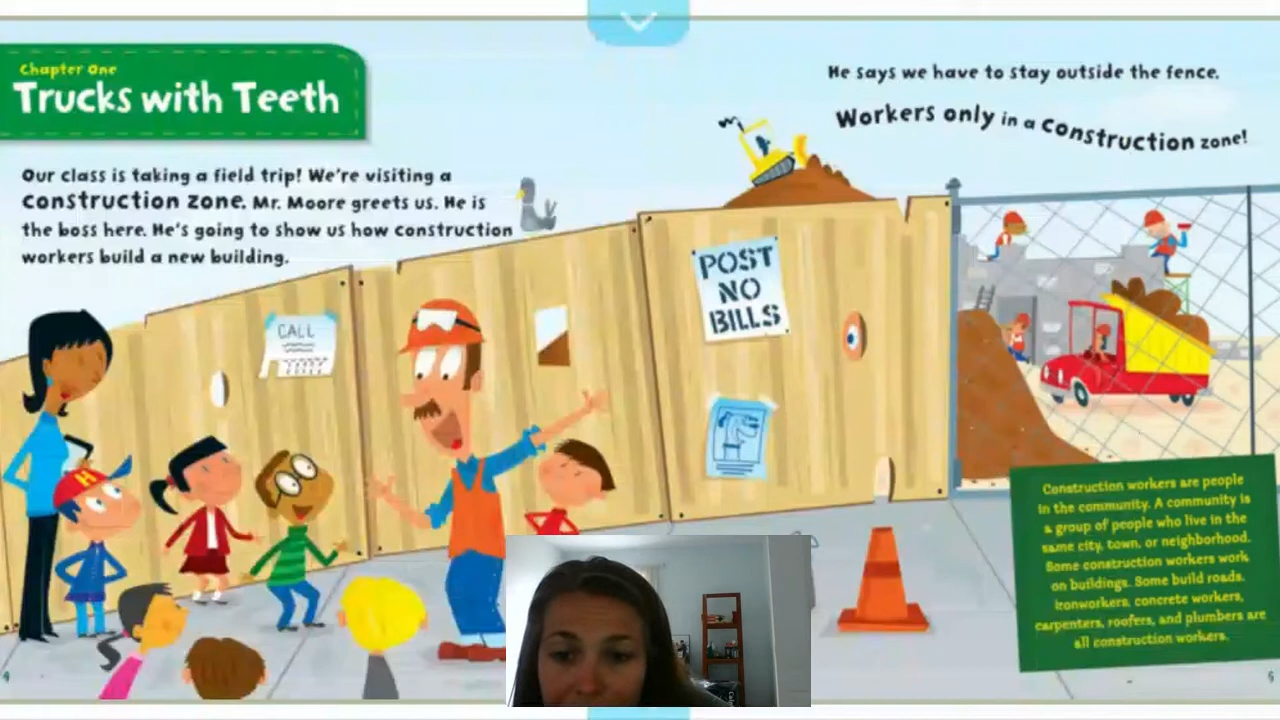 Chapter One
Trucks with Teeth
Our class is taking a field trip! We're visiting a
construction zone. Mr. Moore greets us. He is
the boss here. He's going to show us how construction
workers build a new building.
He says we have to stay outside the fence.
Workers only in a construction zone!
CALL
POST
NO
BILLS
H
Construction workers are people
in the community. A community is
a group of people who live in the
same city, town, or neighborhood.
Some construction workers work
on buildings. Some build roads.
Ironworkers, concrete workers,
carpenters, roofers, and plumbers are
all construction workers.
4